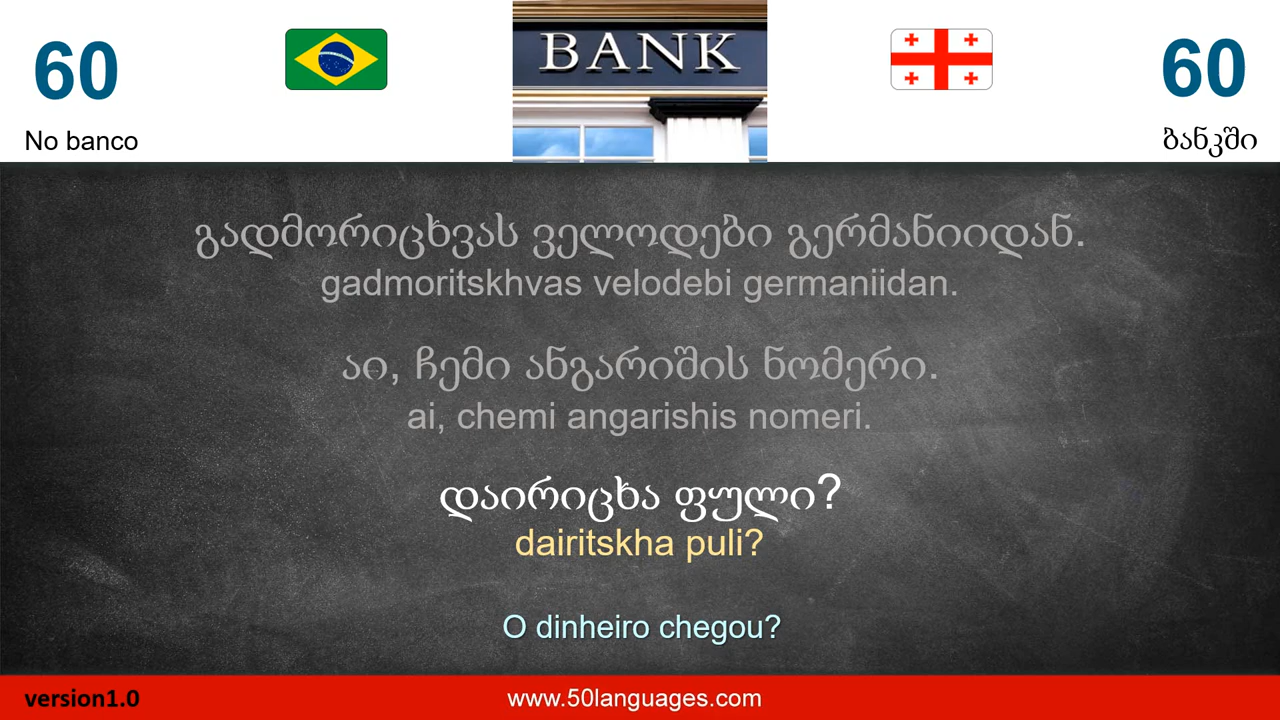 60
BANK
60
No banco
ბანკში
გადმორიცხვას ველოდები გერმანიიდან.
gadmoritskhvas velodebi germaniidan.
აი, ჩემი ანგარიშის ნომერი.
ai, chemi angarishis nomeri.
დაირიცხა ფული?
dairitskha puli?
O dinheiro chegou?
version1.0
www.50languages.com